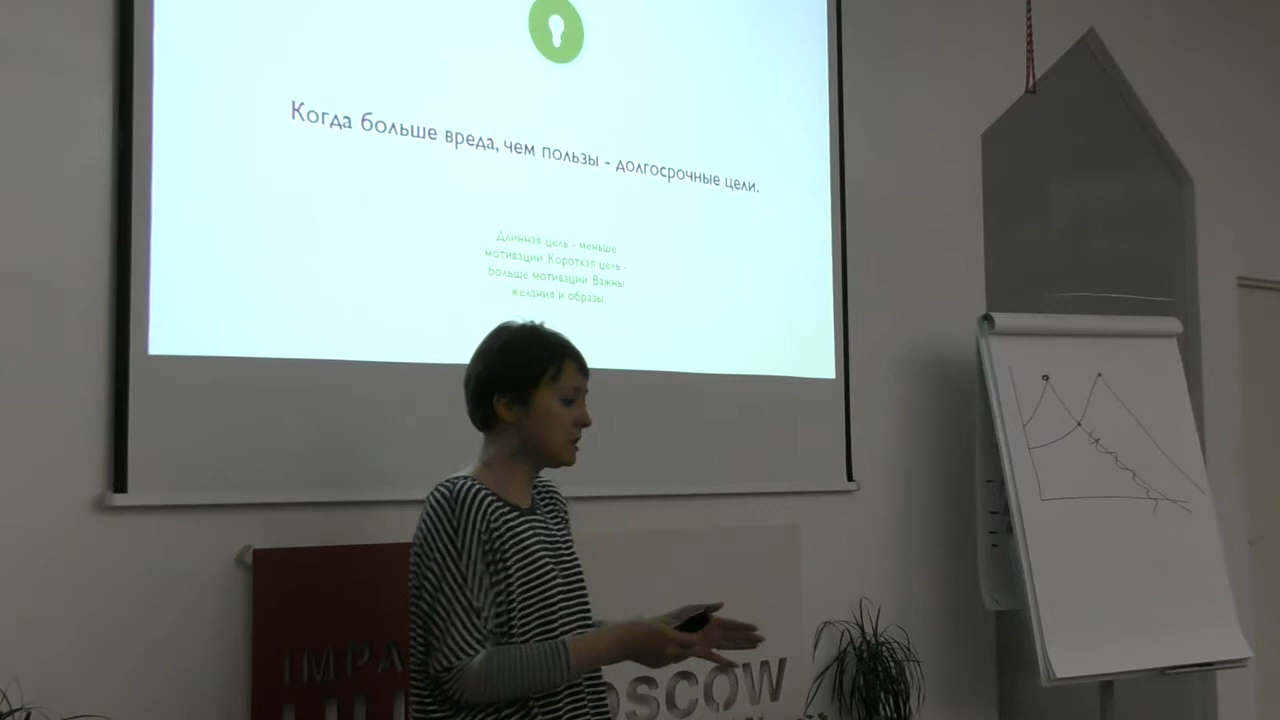 Когда больше вреда, чем пользы - долгосрочные цели.
Длинная цель - меньше
мотивации. Короткая цель -
больше мотивации. Важны
желания и образы.
IMPA
OSCOW